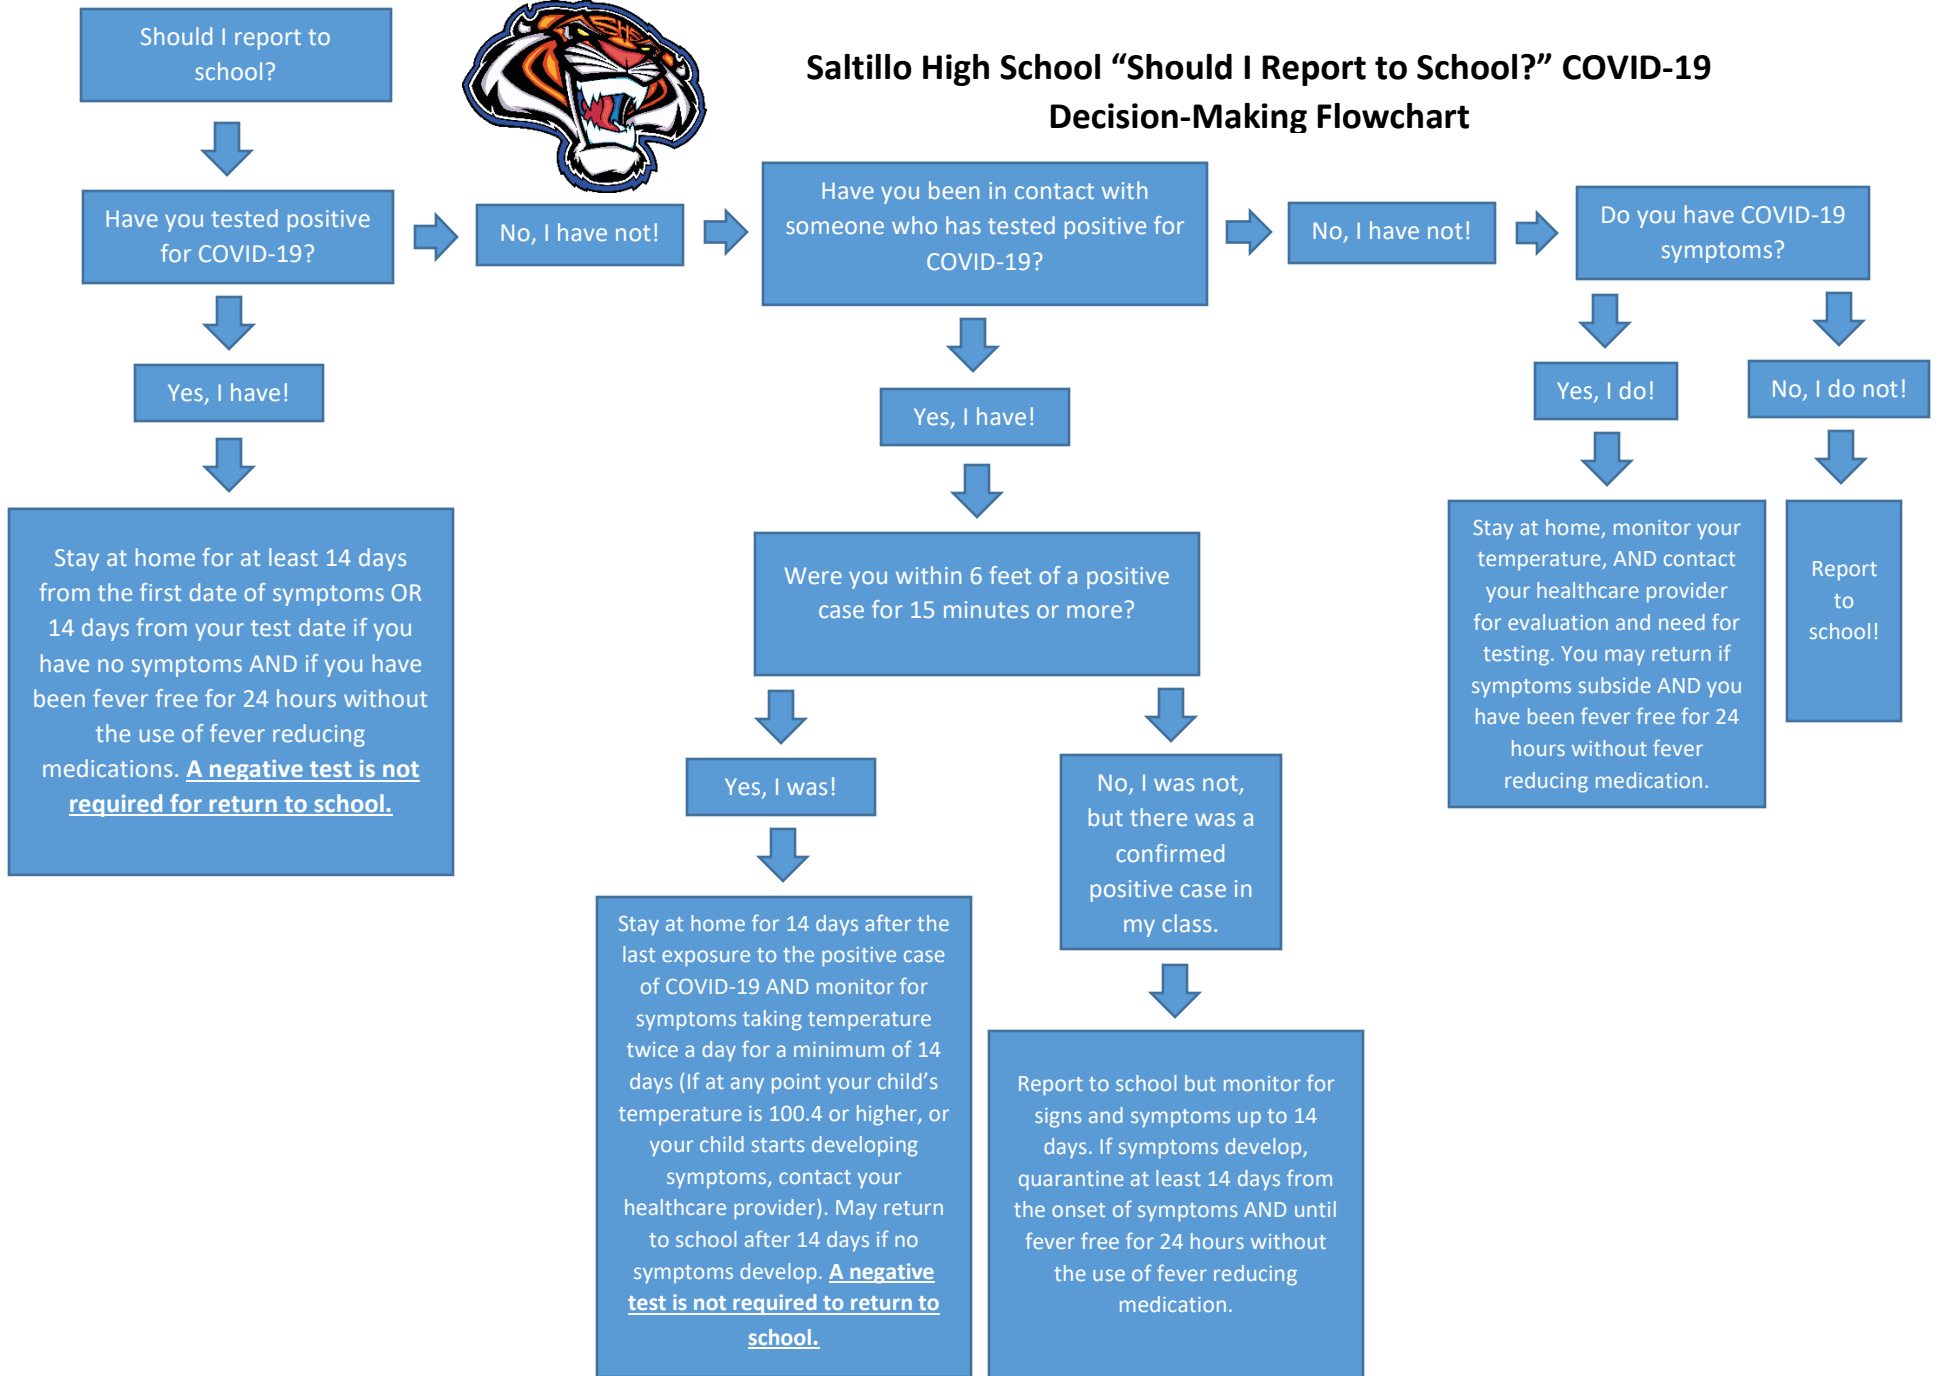 Should I report to
school?
SHS
Saltillo High School “Should I Report to School?” COVID-19
Decision-Making Flowchart
Have you tested positive
for COVID-19?
No, I have not!
Have you been in contact with
someone who has tested positive for
COVID-19?
No, I have not!
Do you have COVID-19
symptoms?
Yes, I have!
Stay at home for at least 14 days
from the first date of symptoms OR
14 days from your test date if you
have no symptoms AND if you have
been fever free for 24 hours without
the use of fever reducing
medications. A negative test is not
required for return to school.
Yes, I have!
Were you within 6 feet of a positive
case for 15 minutes or more?
Yes, I was!
Stay at home for 14 days after the
last exposure to the positive case
of COVID-19 AND monitor for
symptoms taking temperature
twice a day for a minimum of 14
days (If at any point your child’s
temperature is 100.4 or higher, or
your child starts developing
symptoms, contact your
healthcare provider). May return
to school after 14 days if no
symptoms develop. A negative
test is not required to return to
school.
No, I was not,
but there was a
confirmed
positive case in
my class.
Report to school but monitor for
signs and symptoms up to 14
days. If symptoms develop,
quarantine at least 14 days from
the onset of symptoms AND until
fever free for 24 hours without
the use of fever reducing
medication.
Yes, I do!
Stay at home, monitor your
temperature, AND contact
your healthcare provider
for evaluation and need for
testing. You may return if
symptoms subside AND you
have been fever free for 24
hours without fever
reducing medication.
No, I do not!
Report
to
school!